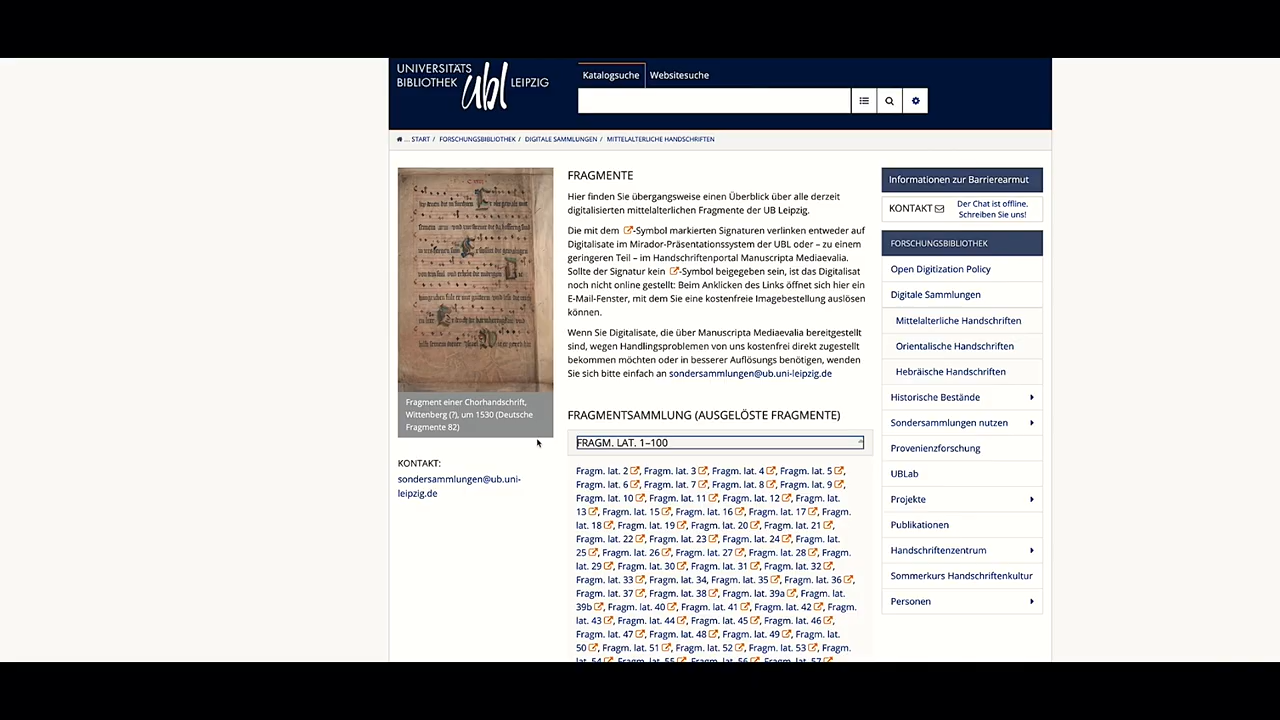 UNIVERSITÄTS
BIBLIOTHEK ubl LEIPZIG
Katalogsuche
Websitesuche
... START / FORSCHUNGSBIBLIOTHEK / DIGITALE SAMMLUNGEN / MITTELALTERLICHE HANDSCHRIFTEN
Fragment einer Chorhandschrift,
Wittenberg (?), um 1530 (Deutsche
Fragmente 82)
KONTAKT:
sondersammlungen@ub.uni-
leipzig.de
FRAGMENTE
Hier finden Sie übergangsweise einen Überblick über alle derzeit
digitalisierten mittelalterlichen Fragmente der UB Leipzig.
Die mit dem -Symbol markierten Signaturen verlinken entweder auf
Digitalisate im Mirador-Präsentationssystem der UBL oder – zu einem
geringeren Teil – im Handschriftenportal Manuscripta Mediaevalia.
Sollte der Signatur kein -Symbol beigegeben sein, ist das Digitalisat
noch nicht online gestellt: Beim Anklicken des Links öffnet sich hier ein
E-Mail-Fenster, mit dem Sie eine kostenfreie Imagebestellung auslösen
können.
Wenn Sie Digitalisate, die über Manuscripta Mediaevalia bereitgestellt
sind, wegen Handlingsproblemen von uns kostenfrei direkt zugestellt
bekommen möchten oder in besserer Auflösungs benötigen, wenden
Sie sich bitte einfach an sondersammlungen@ub.uni-leipzig.de
FRAGMENTSAMMLUNG (AUSGELÖSTE FRAGMENTE)
FRAGM. LAT. 1–100
Fragm. lat. 2, Fragm. lat. 3, Fragm. lat. 4, Fragm. lat. 5,
Fragm. lat. 6, Fragm. lat. 7, Fragm. lat. 8, Fragm. lat. 9,
Fragm. lat. 10, Fragm. lat. 11, Fragm. lat. 12, Fragm. lat.
13, Fragm. lat. 15, Fragm. lat. 16, Fragm. lat. 17, Fragm.
lat. 18, Fragm. lat. 19, Fragm. lat. 20, Fragm. lat. 21,
Fragm. lat. 22, Fragm. lat. 23, Fragm. lat. 24, Fragm. lat.
25, Fragm. lat. 26, Fragm. lat. 27, Fragm. lat. 28, Fragm.
lat. 29, Fragm. lat. 30, Fragm. lat. 31, Fragm. lat. 32,
Fragm. lat. 33, Fragm. lat. 34, Fragm. lat. 35, Fragm. lat. 36,
Fragm. lat. 37, Fragm. lat. 38, Fragm. lat. 39a, Fragm. lat.
39b, Fragm. lat. 40, Fragm. lat. 41, Fragm. lat. 42, Fragm.
lat. 43, Fragm. lat. 44, Fragm. lat. 45, Fragm. lat. 46,
Fragm. lat. 47, Fragm. lat. 48, Fragm. lat. 49, Fragm. lat.
50, Fragm. lat. 51, Fragm. lat. 52, Fragm. lat. 53, Fragm.
lat. 54, Fragm. lat. 55, Fragm. lat. 56, Fragm. lat. 57,
Informationen zur Barrierearmut
KONTAKT
Der Chat ist offline.
Schreiben Sie uns!
FORSCHUNGSBIBLIOTHEK
Open Digitization Policy
Digitale Sammlungen
Mittelalterliche Handschriften
Orientalische Handschriften
Hebräische Handschriften
Historische Bestände
Sondersammlungen nutzen
Provenienzforschung
UBLab
Projekte
Publikationen
Handschriftenzentrum
Sommerkurs Handschriftenkultur
Personen